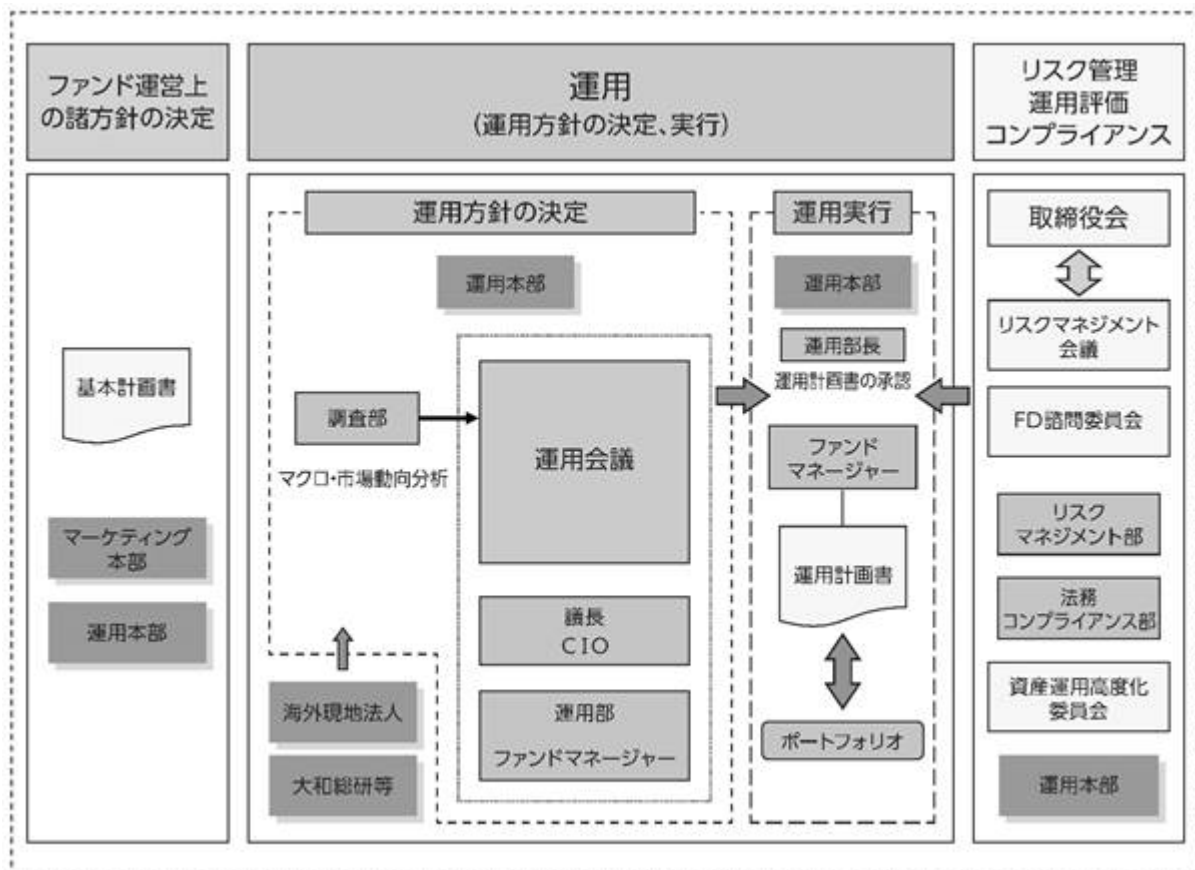 ファンド運営上
の諸方針の決定
運用
(運用方針の決定、実行)
リスク管理
運用評価
コンプライアンス
基本計画書
マーケティング
本部
運用本部
運用方針の決定
運用本部
調査部
マクロ・市場動向分析
運用会議
議長
CIO
運用部
ファンドマネージャー
海外現地法人
大和総研等
運用実行
運用本部
運用部長
運用計画書の承認
ファンド
マネージャー
運用計画書
ポートフォリオ
取締役会
リスクマネジメント
会議
FD諮問委員会
リスク
マネジメント部
法務
コンプライアンス部
資産運用高度化
委員会
運用本部